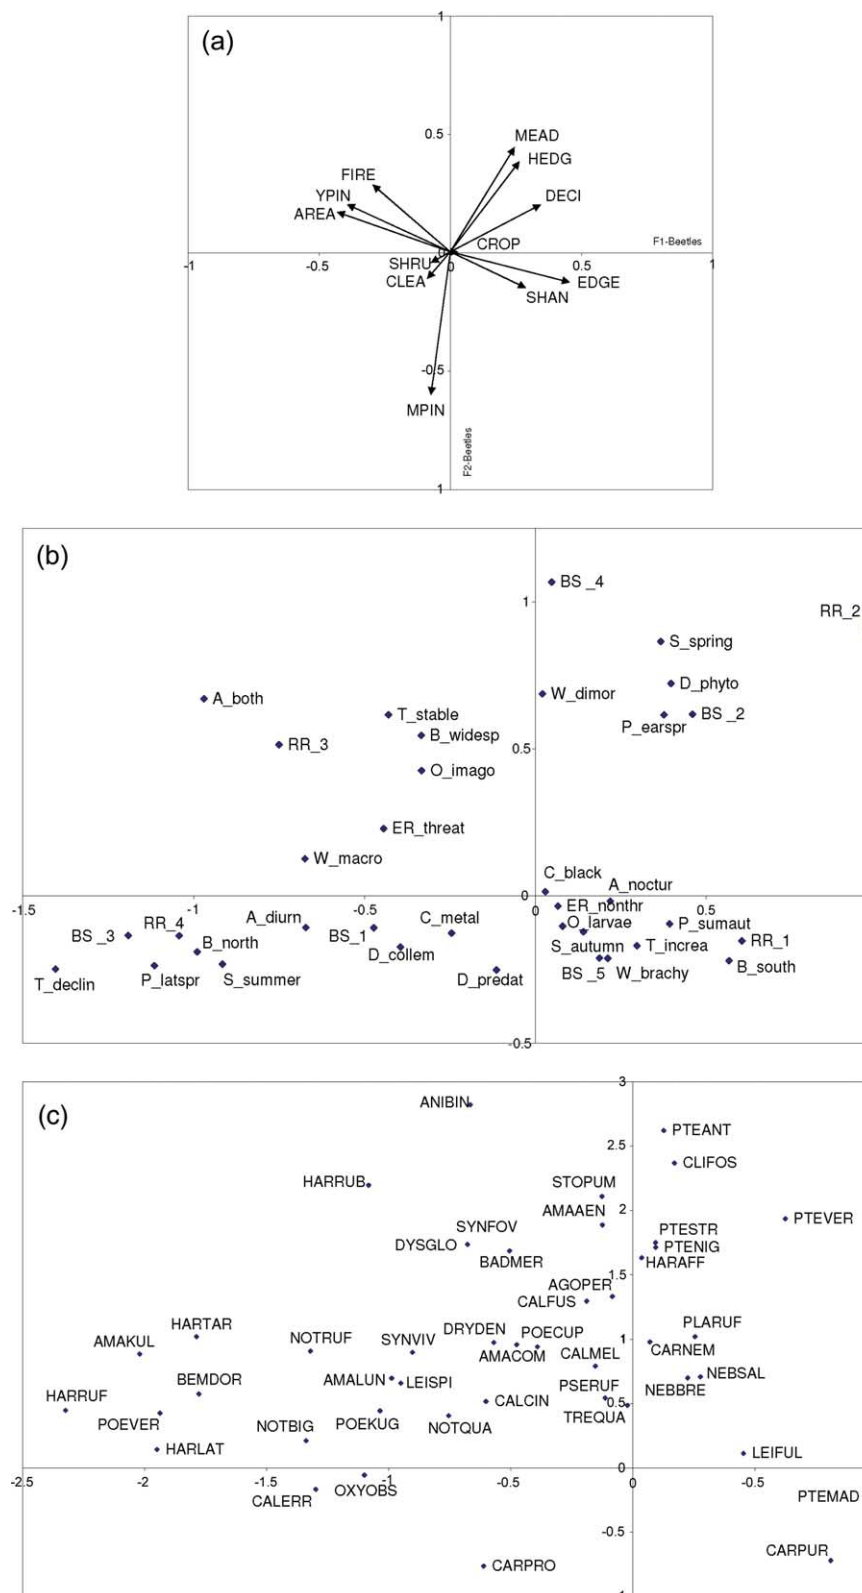 (a)
1
0.5
MEAD
HEDG
FIRE
DECI
YPIN
AREA
CROP
F1-Beetles
0
-1
-0.5
SHRU
0
0.5
1
CLEA
EDGE
SHAN
-0.5
MPIN
F2-Beetles
1
(b)
BS _4
1
RR_2
S_spring
A_both
W_dimor
D_phyto
T_stable
BS _2
P_earspr
B_widesp
RR_3
0.5
O_imago
ER_threat
W_macro
C_black
A_noctur
-1.5
-1
-0.5
0
0.5
ER_nonthr
A_diurn
O_larvae
P_sumaut
RR_4
C_metal
BS _3
BS_1
B_north
S_autumn
T_increa
RR_1
D_collem
T_declin
P_latspr
S_summer
D_predat
BS _5
W_brachy
B_south
-0.5
(c)
3
ANIBIN
PTEANT
2.5
CLIFOS
HARRUB
STOPUM
2
AMAAEN
PTEVER
SYNFOV
PTESTR
DYSGLO
PTENIG
BADMER
1.5
HARAFF
AGOPER
CALFUS
HARTAR
DRYDEN
POECUP
PLARUF
AMAKUL
NOTRUF
SYNVIV
1
AMACOM
CALMEL
CARNEM
BEMDOR
AMALUN
LEISPI
NEBSAL
NEBBRE
HARRUF
CALCIN
PSERUF
0.5
POEVER
NOTBIG
POEKUG
NOTQUA
TREQUA
HARLAT
LEIFUL
-2.5
-2
-1.5
-1
-0.5
0
0
-0.5
CALERR
OXYOBS
PTEMAD
-0.5
CARPRO
CARPUR